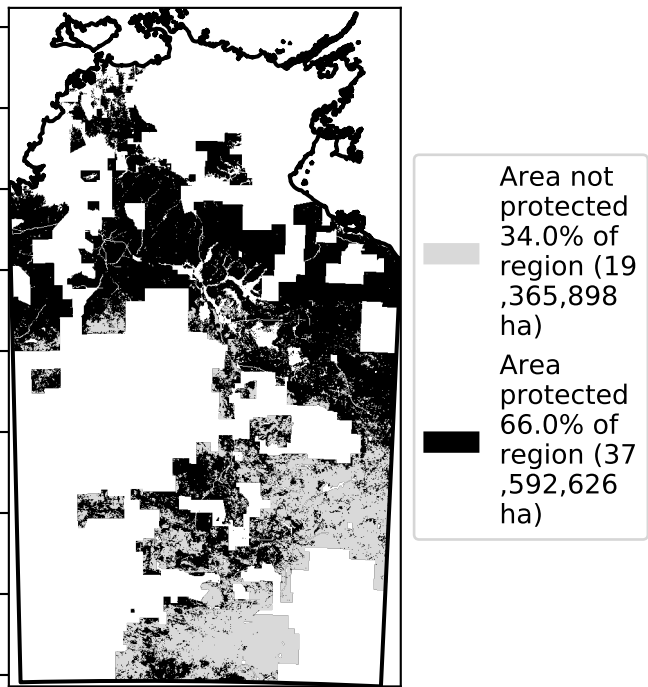 Area not
protected
34.0% of
region (19
,365,898
ha)
Area
protected
66.0% of
region (37
,592,626
ha)